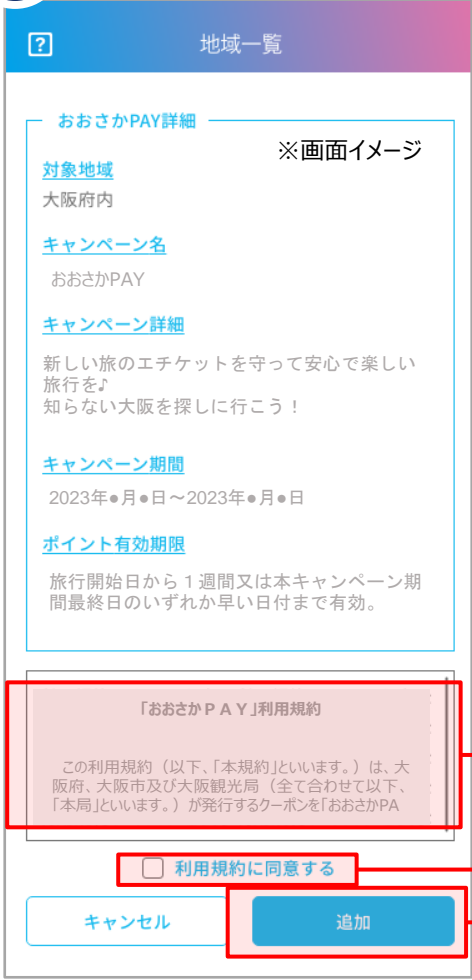 ?
地域一覧
おおさかPAY詳細
※画面イメージ
対象地域
大阪府内
キャンペーン名
おおさかPAY
キャンペーン詳細
新しい旅のエチケットを守って安心で楽しい
旅行を♪
知らない大阪を探しに行こう！
キャンペーン期間
2023年●月●日～2023年●月●日
ポイント有効期限
旅行開始日から１週間又は本キャンペーン期
間最終日のいずれか早い日付まで有効。
「おおさかＰＡＹ」利用規約
この利用規約（以下、「本規約」といいます。）は、大
阪府、大阪市及び大阪観光局（全て合わせて以下、
「本局」といいます。）が発行するクーポンを「おおさかPA
利用規約に同意する
キャンセル
追加